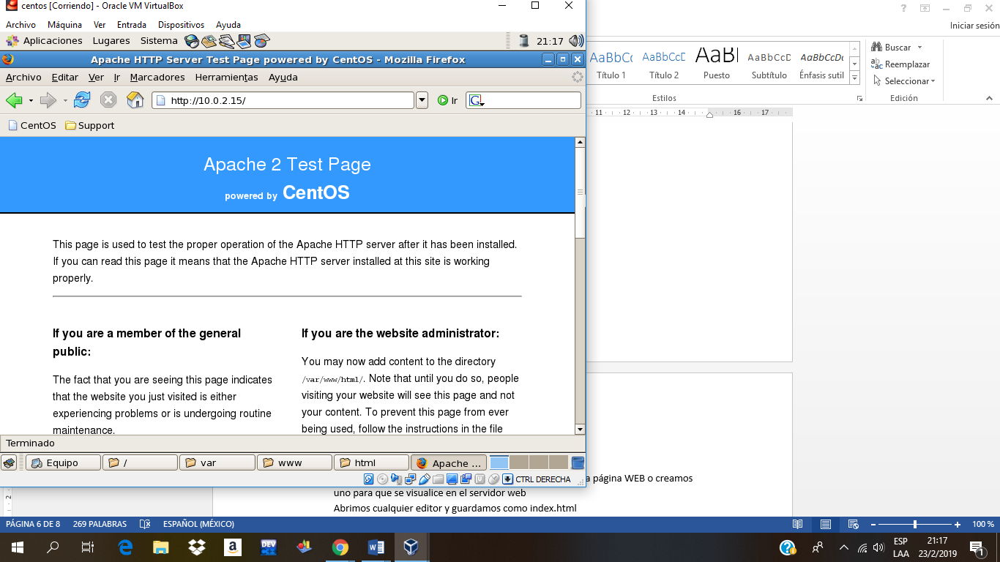 centos [Corriendo] - Oracle VM VirtualBox
Archivo Máquina Ver Entrada Dispositivos Ayuda
Aplicaciones Lugares Sistema 21:17
Apache HTTP Server Test Page powered by CentOS - Mozilla Firefox
Archivo Editar Ver Ir Marcadores Herramientas Ayuda
http://10.0.2.15/ Ir G
CentOS Support
Apache 2 Test Page
powered by CentOS
This page is used to test the proper operation of the Apache HTTP server after it has been installed.
If you can read this page it means that the Apache HTTP server installed at this site is working
properly.
If you are a member of the general
public:
The fact that you are seeing this page indicates
that the website you just visited is either
experiencing problems or is undergoing routine
maintenance.
If you are the website administrator:
You may now add content to the directory
/var/www/html/. Note that until you do so, people
visiting your website will see this page and not
your content. To prevent this page from ever
being used, follow the instructions in the file
Terminado
Equipo / var www html Apache ...
CTRL DERECHA
?
Iniciar sesión
AaBbCc AaBbCcD AaB AaBbCcD AaBbCcDc
Título 1 Título 2 Puesto Subtítulo Énfasis sutil
Estilos
Buscar
Reemplazar
Seleccionar
Edición
11 12 13 14 16 17
a página WEB o creamos
uno para que se visualice en el servidor web
Abrimos cualquier editor y guardamos como index.html
2
PÁGINA 6 DE 8 269 PALABRAS ESPAÑOL (MÉXICO) 100 %
a DEV C++ W ? ESP 21:17
LAA 23/2/2019 1